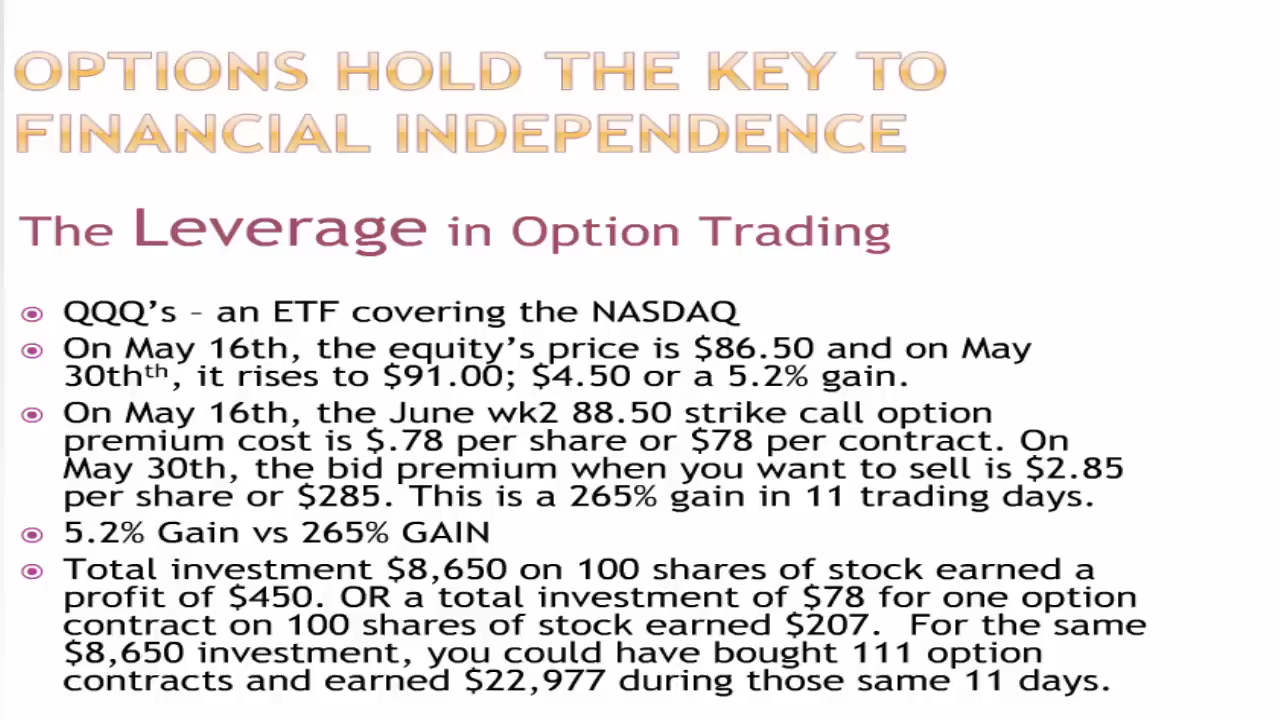 OPTIONS HOLD THE KEY TO
FINANCIAL INDEPENDENCE
The Leverage in Option Trading
QQQ's – an ETF covering the NASDAQ
On May 16th, the equity's price is $86.50 and on May
30thth, it rises to $91.00; $4.50 or a 5.2% gain.
On May 16th, the June wk2 88.50 strike call option
premium cost is $.78 per share or $78 per contract. On
May 30th, the bid premium when you want to sell is $2.85
per share or $285. This is a 265% gain in 11 trading days.
5.2% Gain vs 265% GAIN
Total investment $8,650 on 100 shares of stock earned a
profit of $450. OR a total investment of $78 for one option
contract on 100 shares of stock earned $207. For the same
$8,650 investment, you could have bought 111 option
contracts and earned $22,977 during those same 11 days.